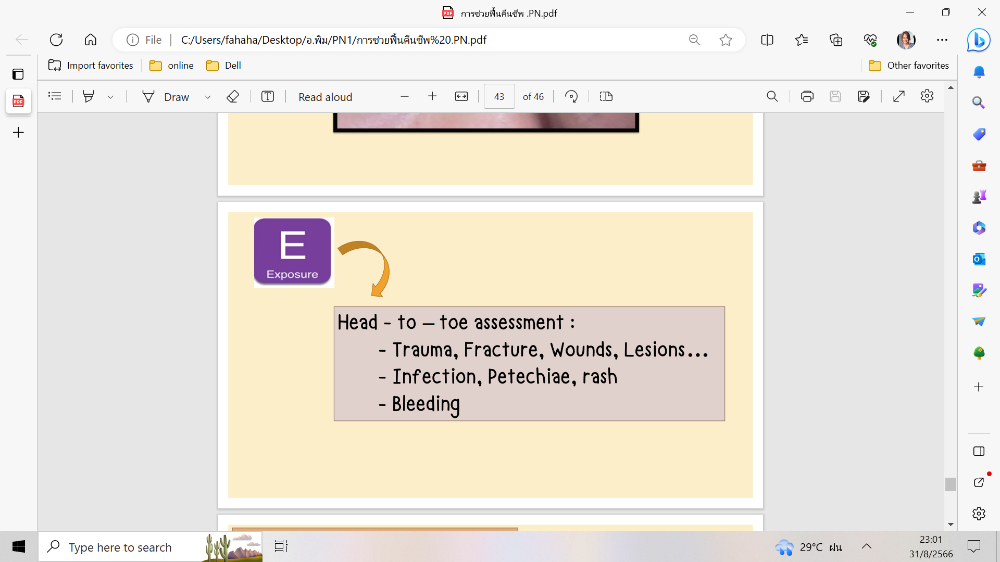 การช่วยฟื้นคืนชีพ .PN.pdf
File
C:/Users/fahaha/Desktop/อ.พิม/PN1/การช่วยฟื้นคืนชีพ%20.PN.pdf
Import favorites
online
Dell
Other favorites
Draw
Read aloud
43
of 46
E
Exposure
Head - to – toe assessment :
- Trauma, Fracture, Wounds, Lesions...
- Infection, Petechiae, rash
- Bleeding
Type here to search
29°C ฝน
23:01
31/8/2566